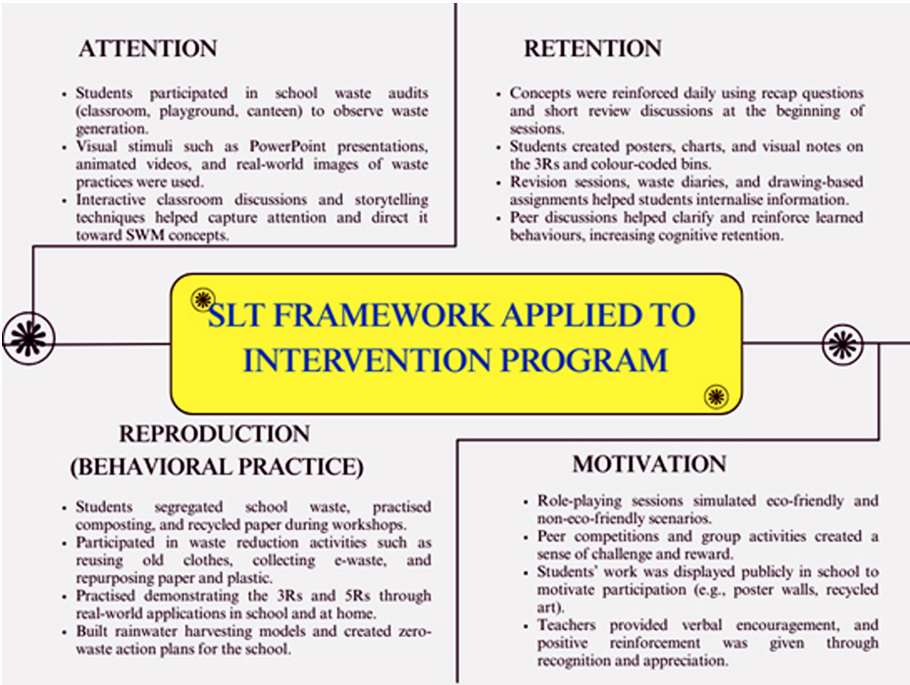 ATTENTION
• Students participated in school waste audits
(classroom, playground, canteen) to observe waste
generation.
• Visual stimuli such as PowerPoint presentations,
animated videos, and real-world images of waste
practices were used.
• Interactive classroom discussions and storytelling
techniques helped capture attention and direct it
toward SWM concepts.
RETENTION
• Concepts were reinforced daily using recap questions
and short review discussions at the beginning of
sessions.
• Students created posters, charts, and visual notes on
the 3Rs and colour-coded bins.
• Revision sessions, waste diaries, and drawing-based
assignments helped students internalise information.
• Peer discussions helped clarify and reinforce learned
behaviours, increasing cognitive retention.
SLT FRAMEWORK APPLIED TO
INTERVENTION PROGRAM
REPRODUCTION
(BEHAVIORAL PRACTICE)
• Students segregated school waste, practised
composting, and recycled paper during workshops.
• Participated in waste reduction activities such as
reusing old clothes, collecting e-waste, and
repurposing paper and plastic.
• Practised demonstrating the 3Rs and 5Rs through
real-world applications in school and at home.
• Built rainwater harvesting models and created zero-
waste action plans for the school.
MOTIVATION
• Role-playing sessions simulated eco-friendly and
non-eco-friendly scenarios.
• Peer competitions and group activities created a
sense of challenge and reward.
• Students' work was displayed publicly in school to
motivate participation (e.g., poster walls, recycled
art).
• Teachers provided verbal encouragement, and
positive reinforcement was given through
recognition and appreciation.